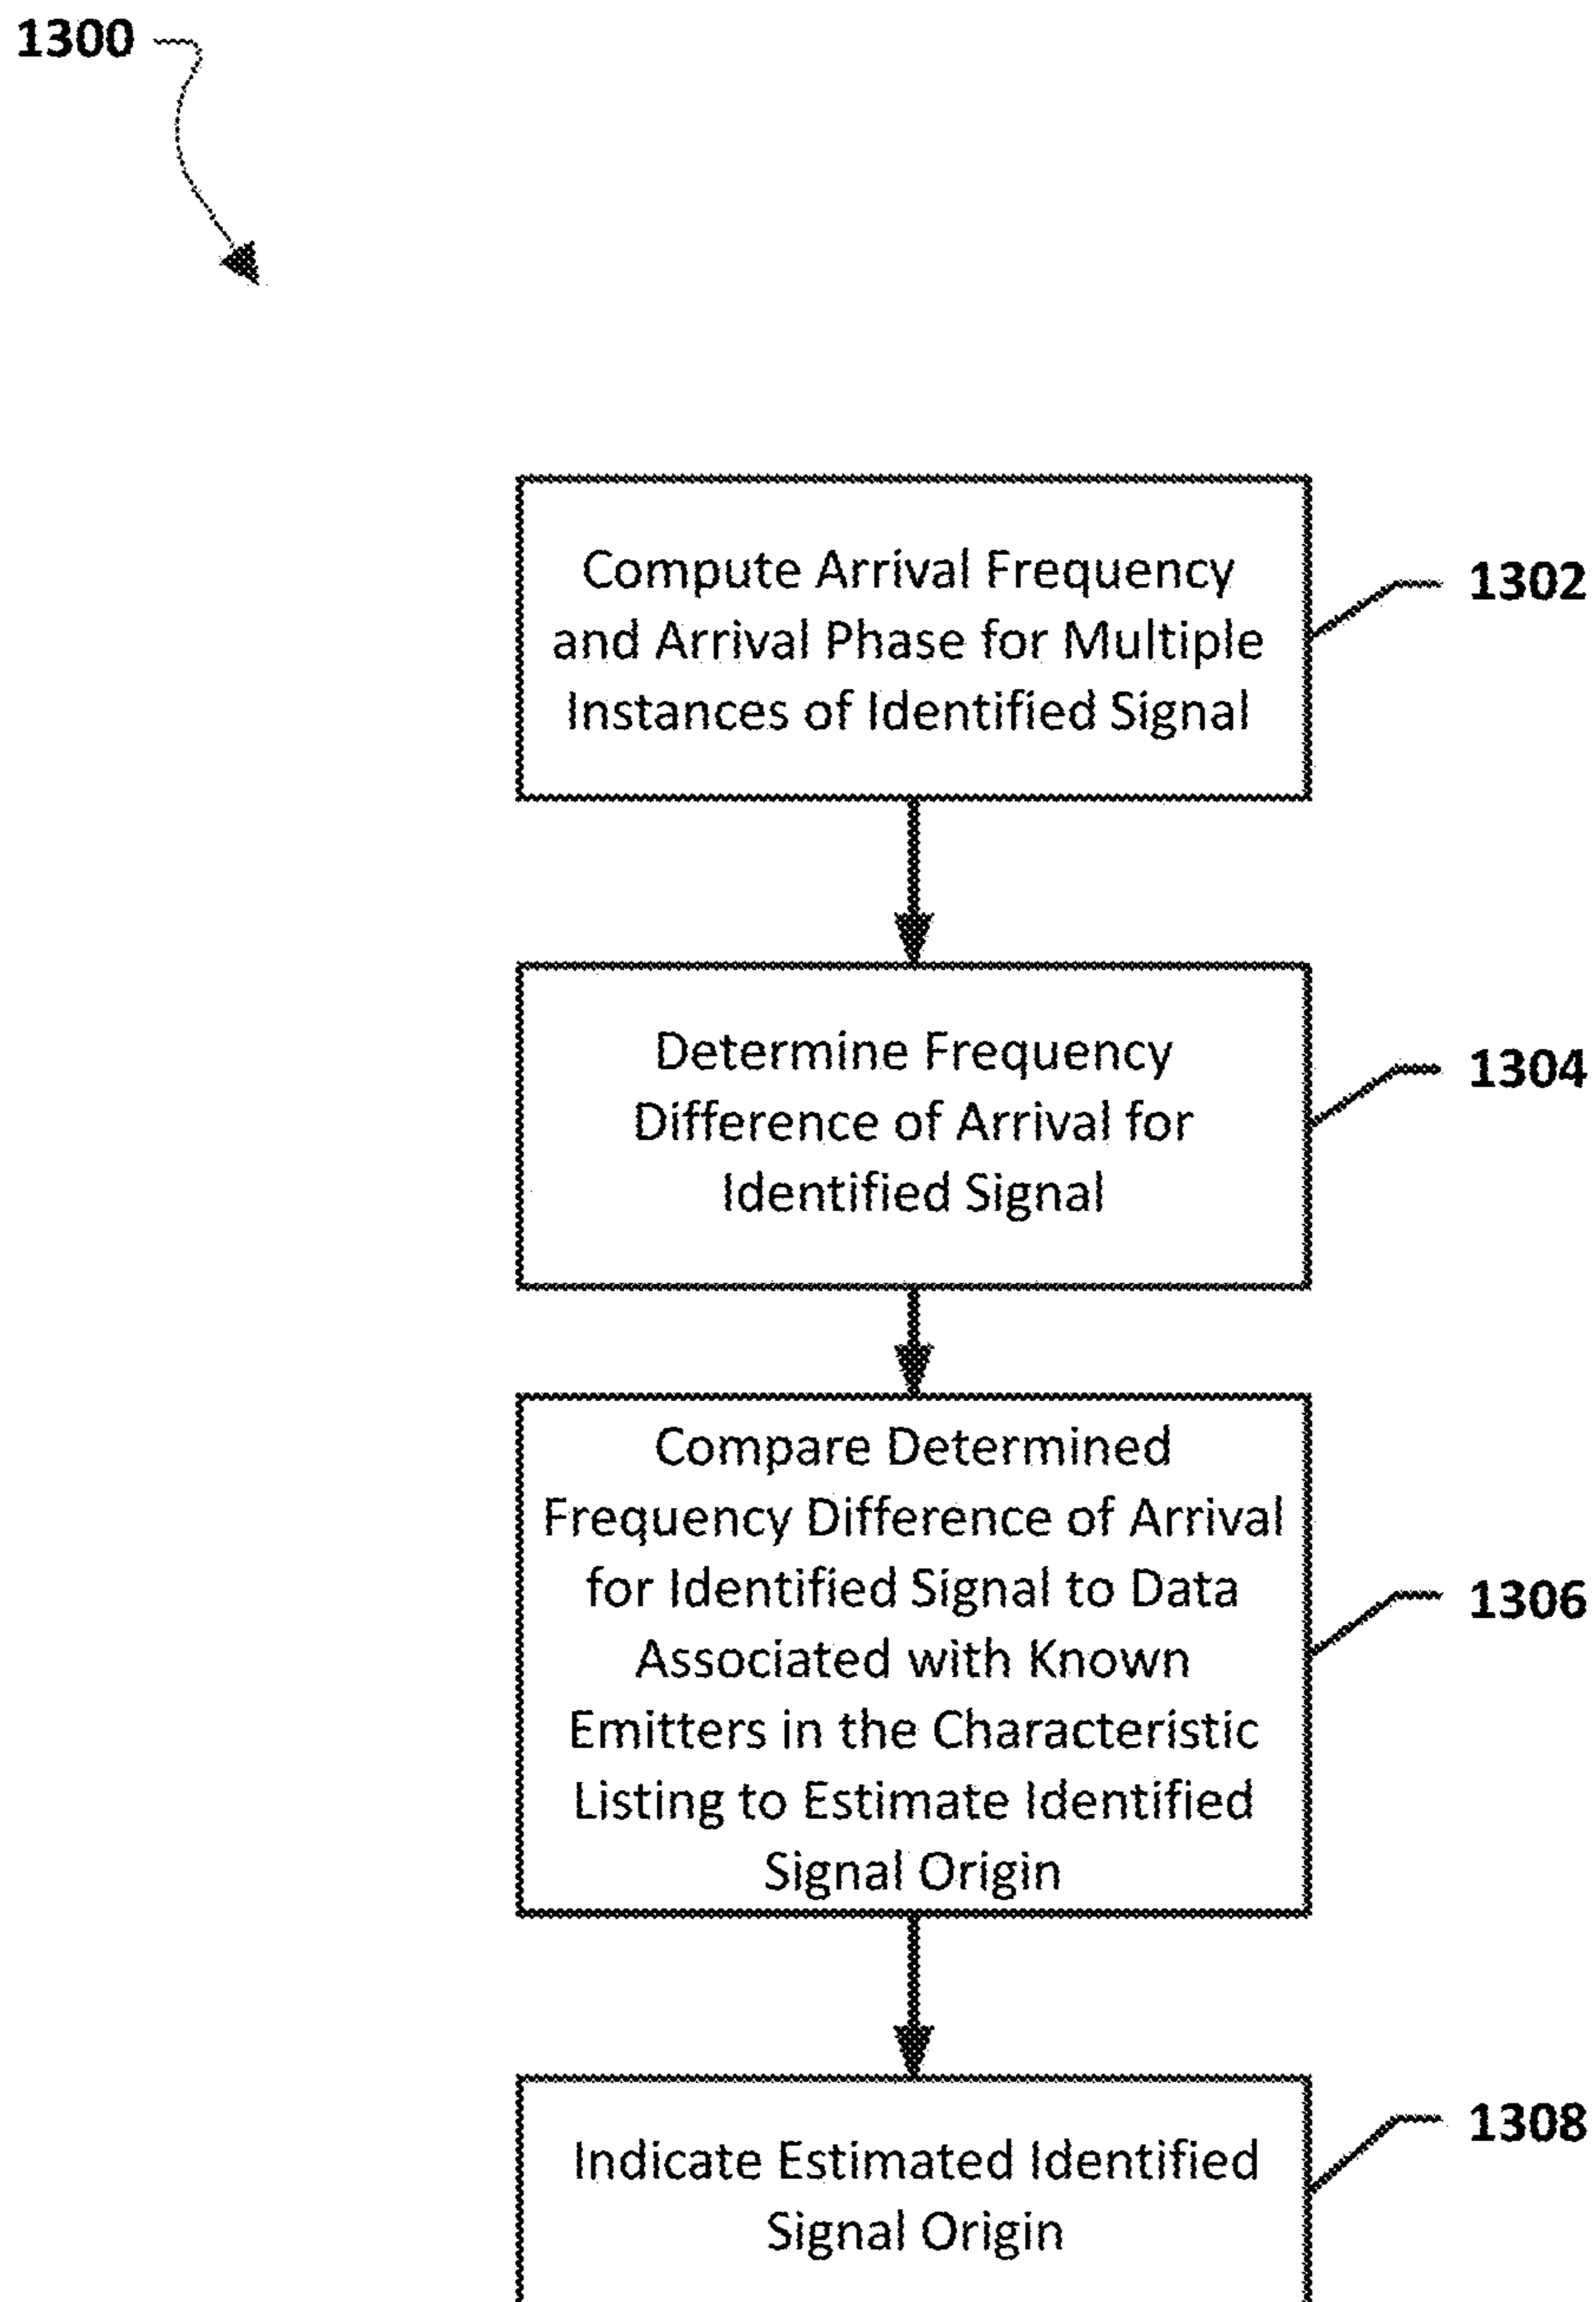 1300
Compute Arrival Frequency
and Arrival Phase for Multiple
Instances of Identified Signal
1302
Determine Frequency
Difference of Arrival for
Identified Signal
1304
Compare Determined
Frequency Difference of Arrival
for Identified Signal to Data
Associated with Known
Emitters in the Characteristic
Listing to Estimate Identified
Signal Origin
1306
Indicate Estimated Identified
Signal Origin
1308